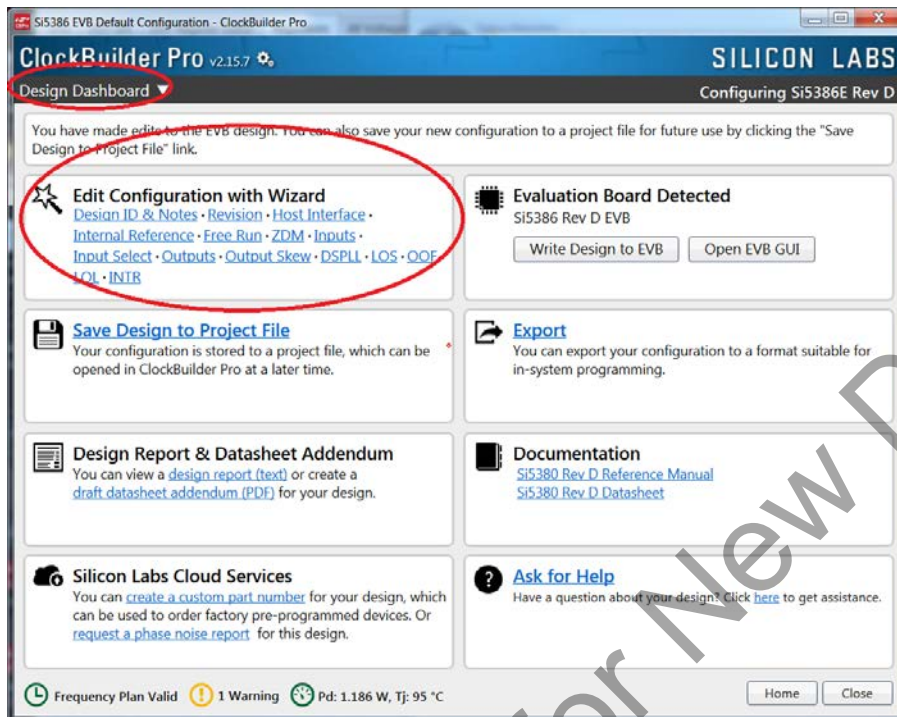 Si5386 EVB Default Configuration - ClockBuilder Pro
ClockBuilder Pro v2.15.7
SILICON LABS
Design Dashboard ▼
Configuring Si5386E Rev D
You have made edits to the EVB design. You can also save your new configuration to a project file for future use by clicking the "Save
Design to Project File" link.
Edit Configuration with Wizard
Design ID & Notes · Revision · Host Interface ·
Internal Reference · Free Run · ZDM · Inputs ·
Input Select · Outputs · Output Skew · DSPLL · LOS · OOF
LOL · INTR
Evaluation Board Detected
Si5386 Rev D EVB
Write Design to EVB
Open EVB GUI
Save Design to Project File
Your configuration is stored to a project file, which can be
opened in ClockBuilder Pro at a later time.
Export
You can export your configuration to a format suitable for
in-system programming.
Design Report & Datasheet Addendum
You can view a design report (text) or create a
draft datasheet addendum (PDF) for your design.
Documentation
Si5380 Rev D Reference Manual
Si5380 Rev D Datasheet
Silicon Labs Cloud Services
You can create a custom part number for your design, which
can be used to order factory pre-programmed devices. Or
request a phase noise report for this design.
Ask for Help
Have a question about your design? Click here to get assistance.
Frequency Plan Valid
1 Warning
Pd: 1.186 W, Tj: 95 °C
Home
Close
for New D